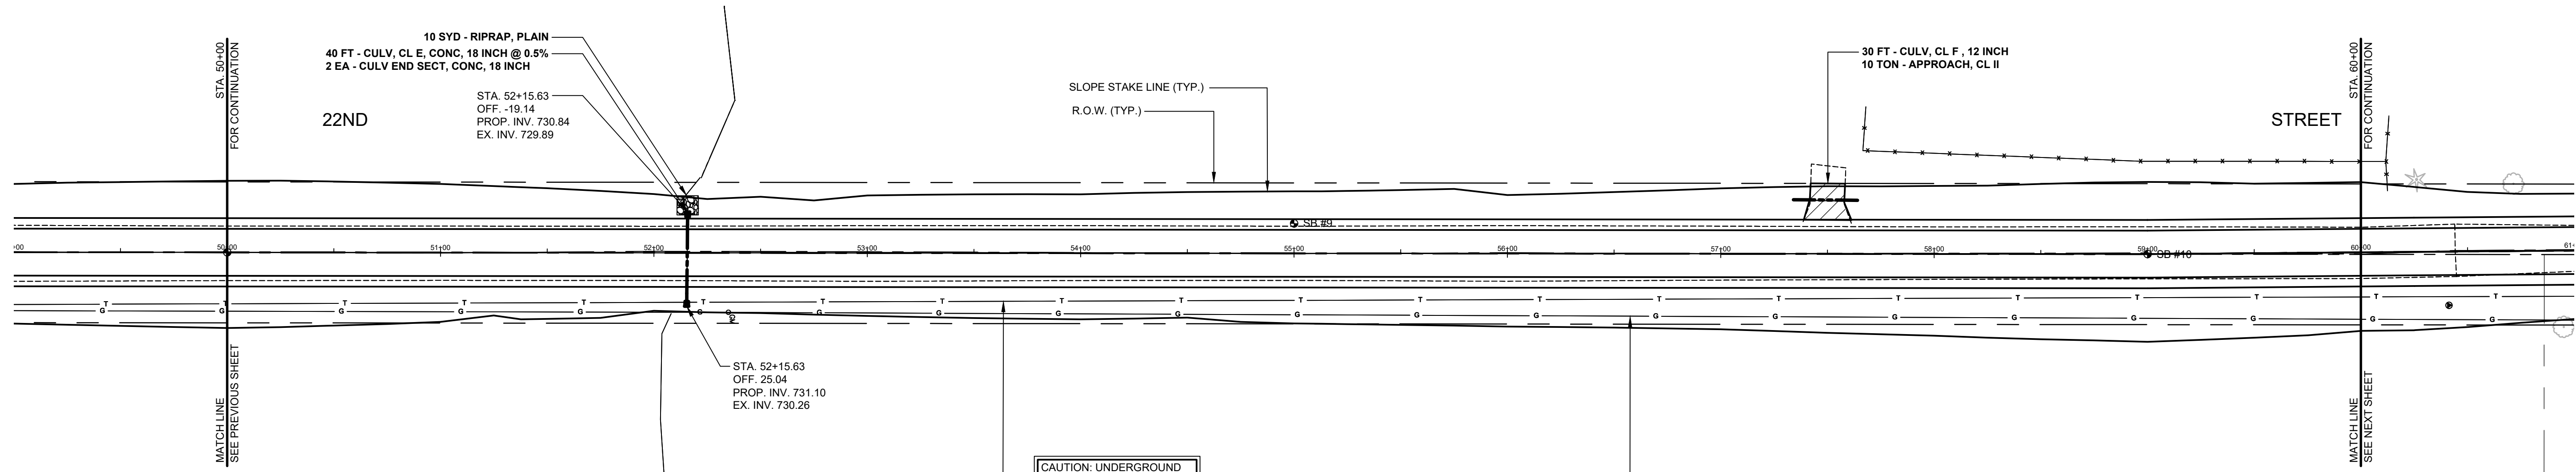 STA. 50+00
FOR CONTINUATION
22ND
10 SYD - RIPRAP, PLAIN
40 FT - CULV, CL E, CONC, 18 INCH @ 0.5%
2 EA - CULV END SECT, CONC, 18 INCH
STA. 52+15.63
OFF. -19.14
PROP. INV. 730.84
EX. INV. 729.89
SLOPE STAKE LINE (TYP.)
R.O.W. (TYP.)
30 FT - CULV, CL F , 12 INCH
10 TON - APPROACH, CL II
STREET
STA. 60+00
FOR CONTINUATION
SB #9
+00 50+00 51+00 52+00 53+00 54+00 55+00 56+00 57+00 58+00 59+00 60+00 61+
SB #10
T T T T T T T T T T T T T T T T T T T T T
G G G G G G G G G G G G G G G G G G G G G
STA. 52+15.63
OFF. 25.04
PROP. INV. 731.10
EX. INV. 730.26
MATCH LINE
SEE PREVIOUS SHEET
CAUTION: UNDERGROUND
MATCH LINE
SEE NEXT SHEET